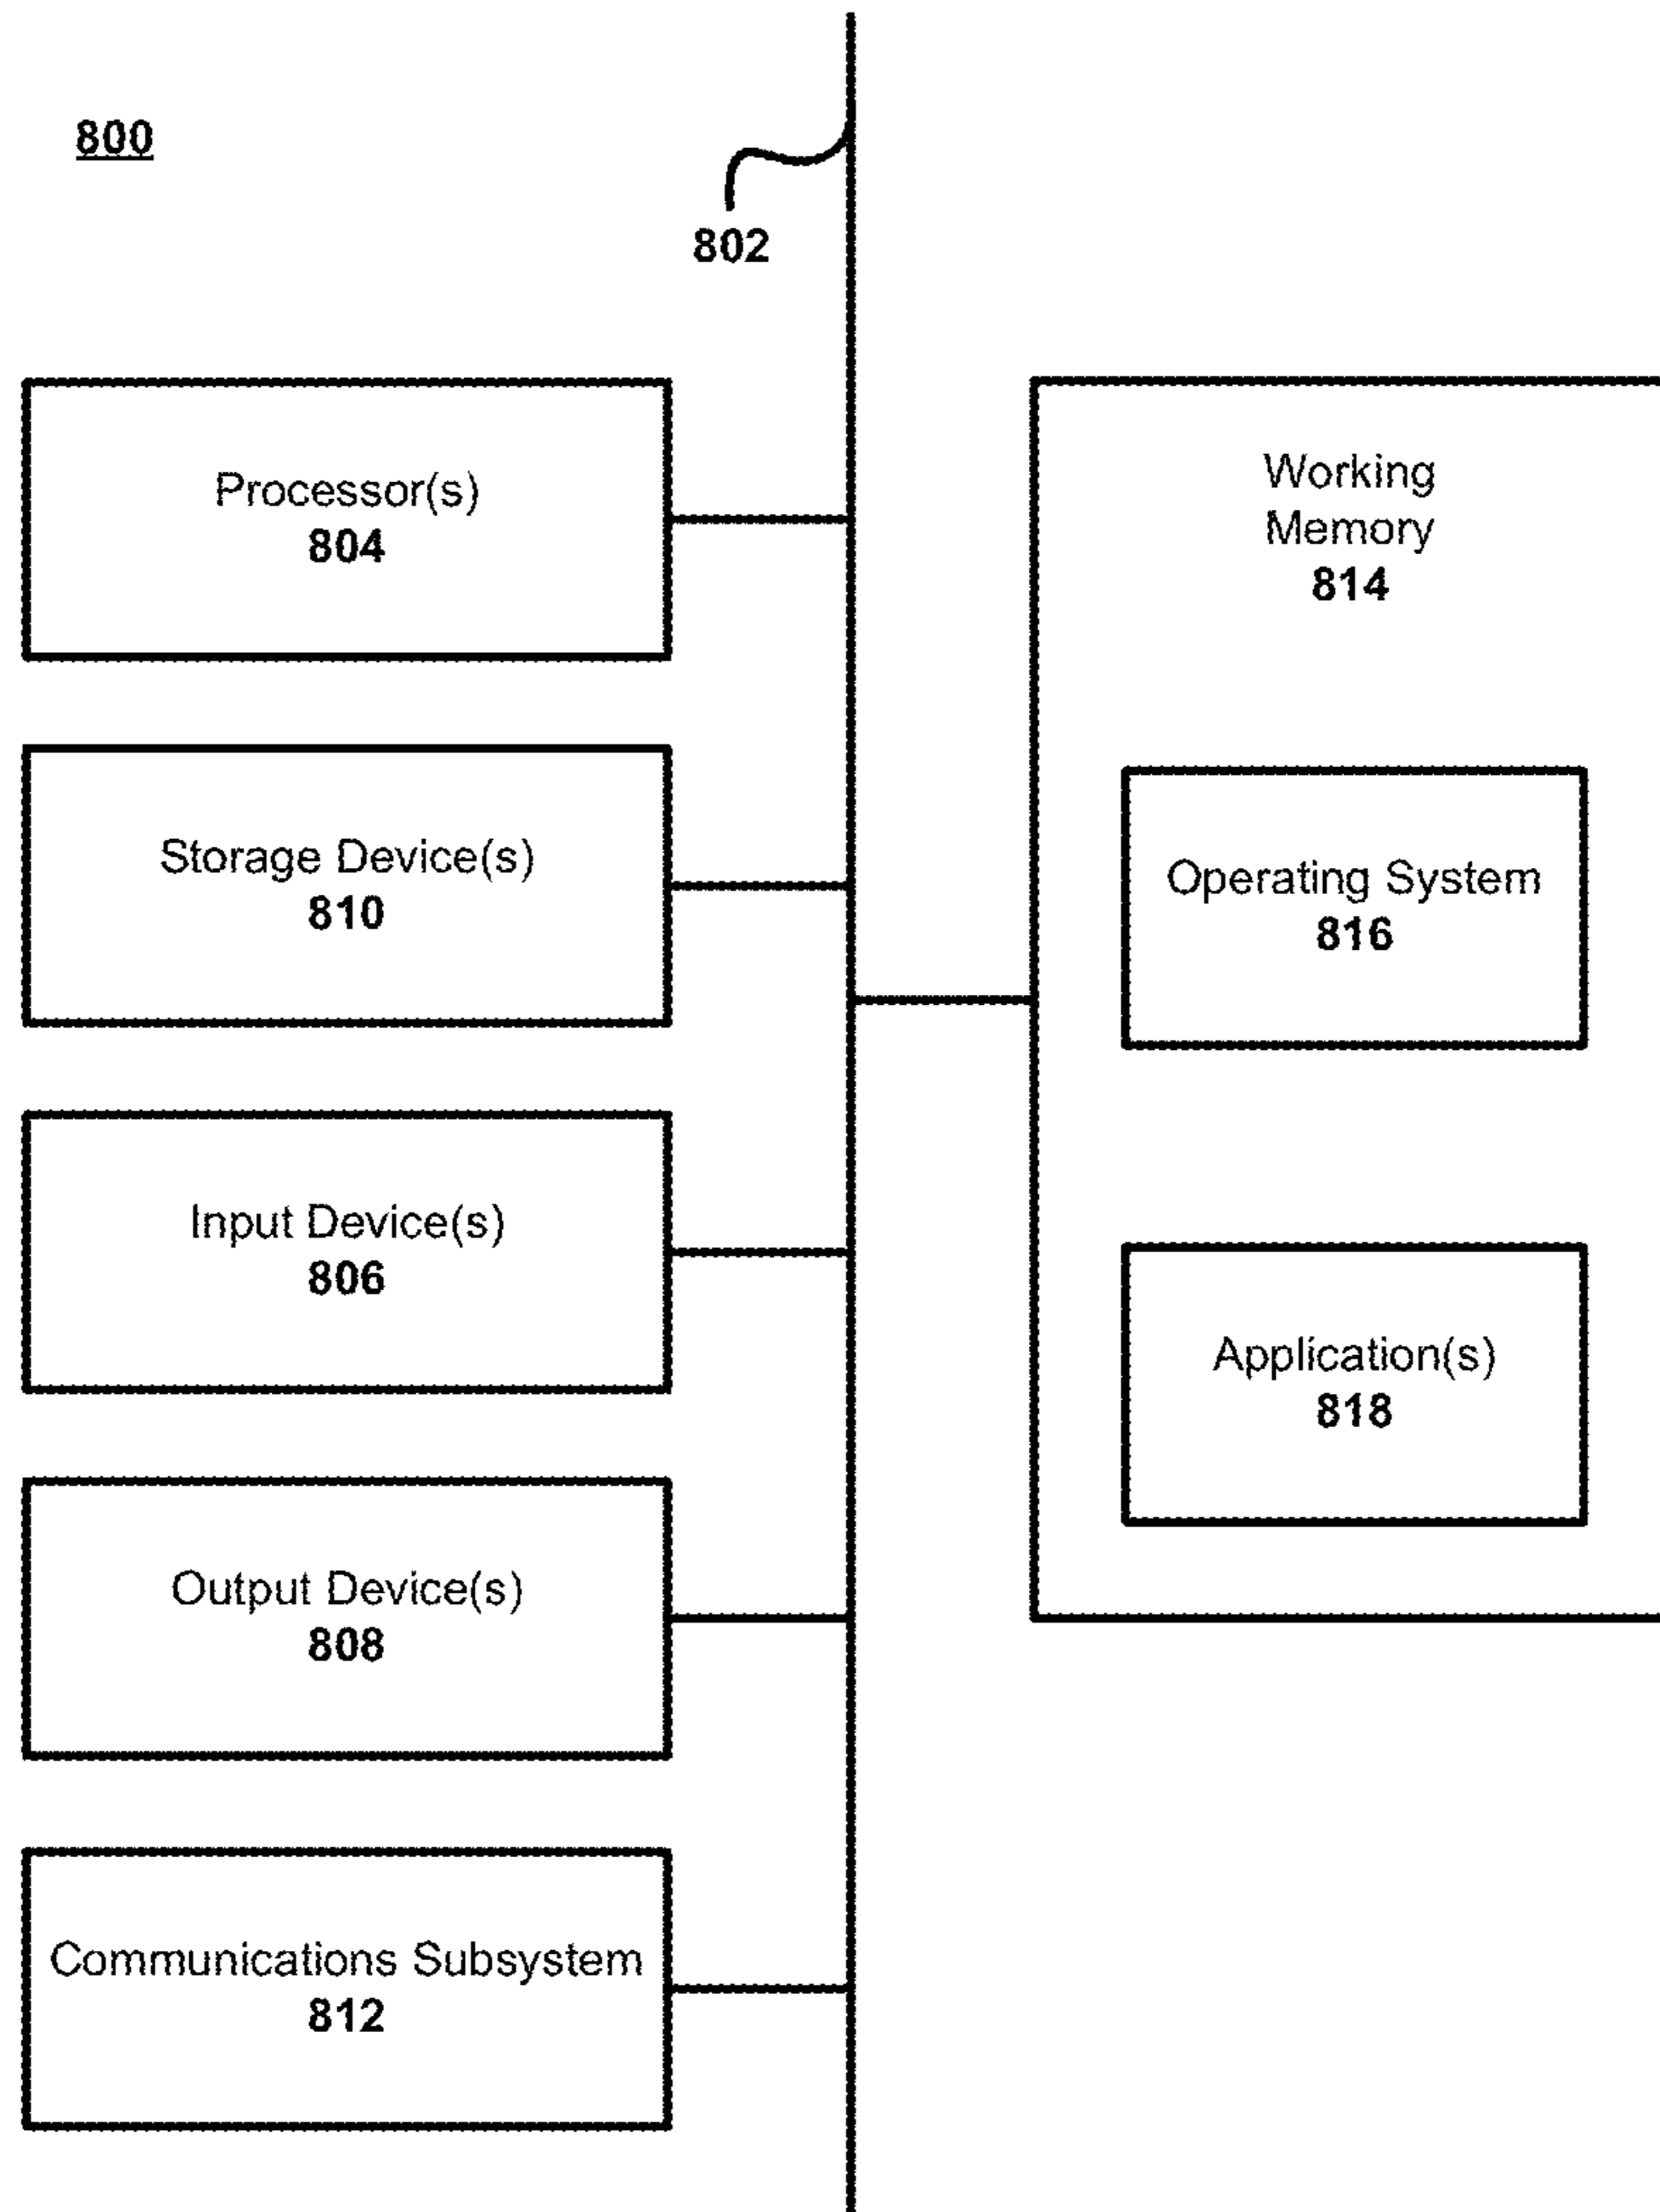 800
802
Processor(s)
804
Storage Device(s)
810
Input Device(s)
806
Output Device(s)
808
Communications Subsystem
812
Working
Memory
814
Operating System
816
Application(s)
818